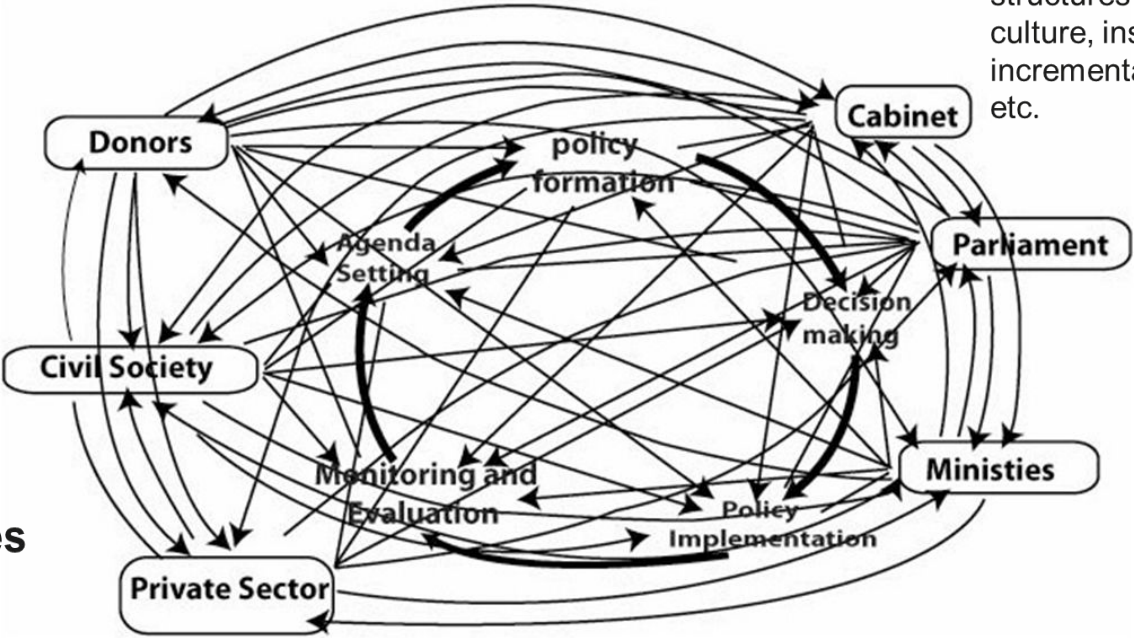 culture, ins
incrementa
etc.
Donors
Cabinet
policy
formation
Parliament
Agenda
Setting
Decision
making
Civil Society
Ministies
Monitoring and
Evaluation
Policy
Implementation
es
Private Sector